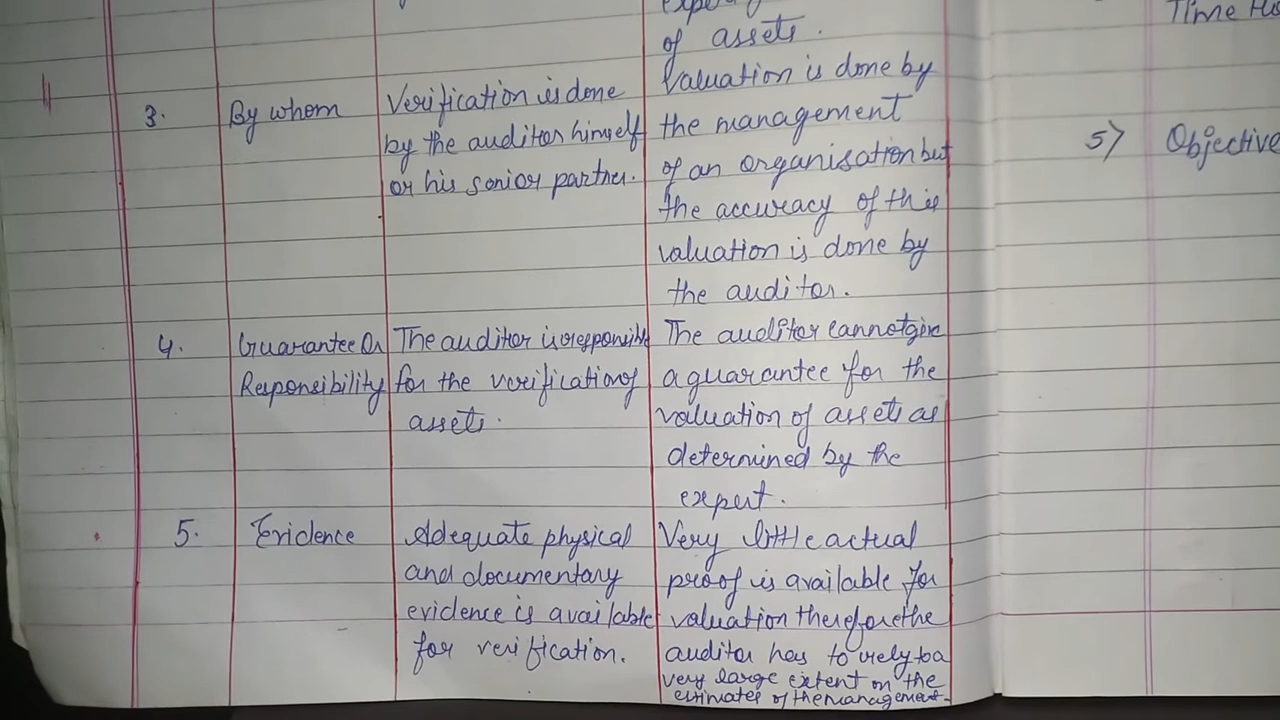 of assets.
3. By whom
Verification is done
by the auditor himself
or his senior partner.
Valuation is done by
the management
of an organisation but
the accuracy of this
valuation is done by
the auditor.
4. Guarantee Or
Responsibility
The auditor is responsible
for the verification of
assets.
The auditor cannot give
a guarantee for the
valuation of assets as
determined by the
expert.
5. Evidence
Adequate physical
and documentary
evidence is available
for verification.
Very little actual
proof is available for
valuation therefore the
auditor has to rely to a
very large extent on the
estimates of the management.
Time
5) Objective